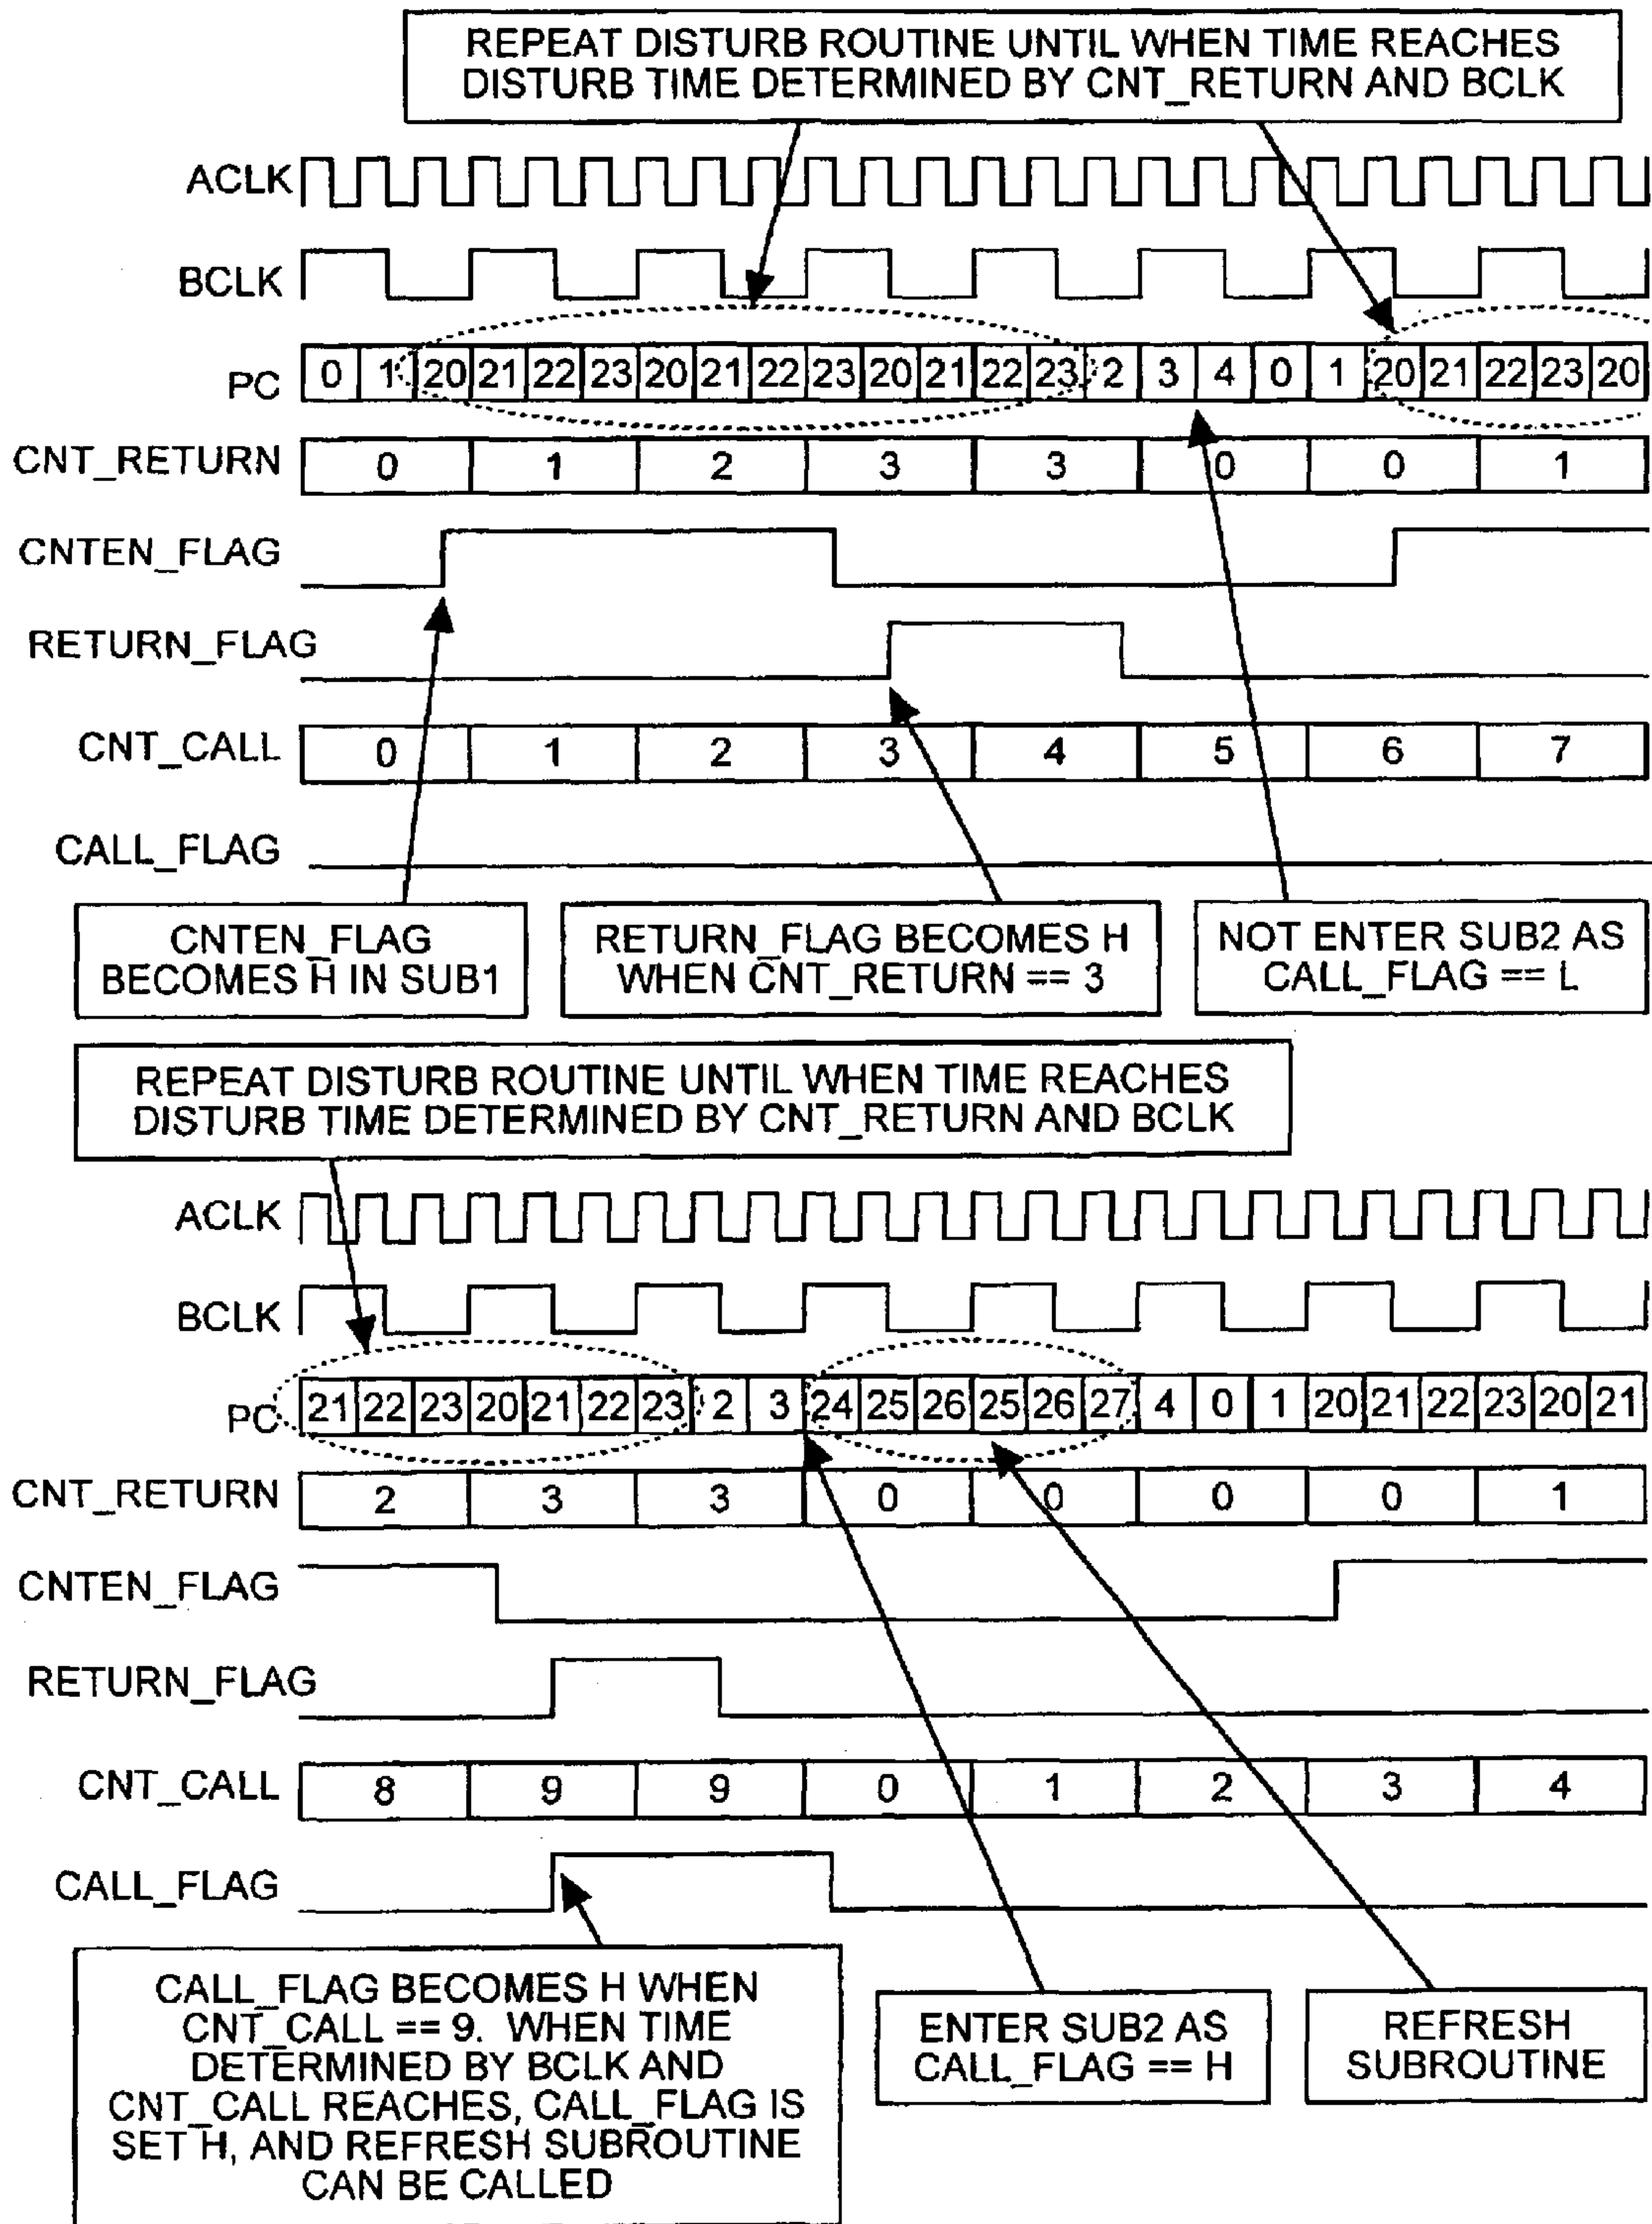 REPEAT DISTURB ROUTINE UNTIL WHEN TIME REACHES
DISTURB TIME DETERMINED BY CNT_RETURN AND BCLK
ACLK
BCLK
PC 0 1 20 21 22 23 20 21 22 23 20 21 22 23 2 3 4 0 1 20 21 22 23 20
CNT_RETURN 0 1 2 3 3 0 0 1
CNTEN_FLAG
RETURN_FLAG
CNT_CALL 0 1 2 3 4 5 6 7
CALL_FLAG
CNTEN_FLAG
BECOMES H IN SUB1
RETURN_FLAG BECOMES H
WHEN CNT_RETURN == 3
NOT ENTER SUB2 AS
CALL_FLAG == L
REPEAT DISTURB ROUTINE UNTIL WHEN TIME REACHES
DISTURB TIME DETERMINED BY CNT_RETURN AND BCLK
ACLK
BCLK
PC 21 22 23 20 21 22 23 2 3 24 25 26 25 26 27 4 0 1 20 21 22 23 20 21
CNT_RETURN 2 3 3 0 0 0 0 1
CNTEN_FLAG
RETURN_FLAG
CNT_CALL 8 9 9 0 1 2 3 4
CALL_FLAG
CALL_FLAG BECOMES H WHEN
CNT_CALL == 9. WHEN TIME
DETERMINED BY BCLK AND
CNT_CALL REACHES, CALL_FLAG IS
SET H, AND REFRESH SUBROUTINE
CAN BE CALLED
ENTER SUB2 AS
CALL_FLAG == H
REFRESH
SUBROUTINE